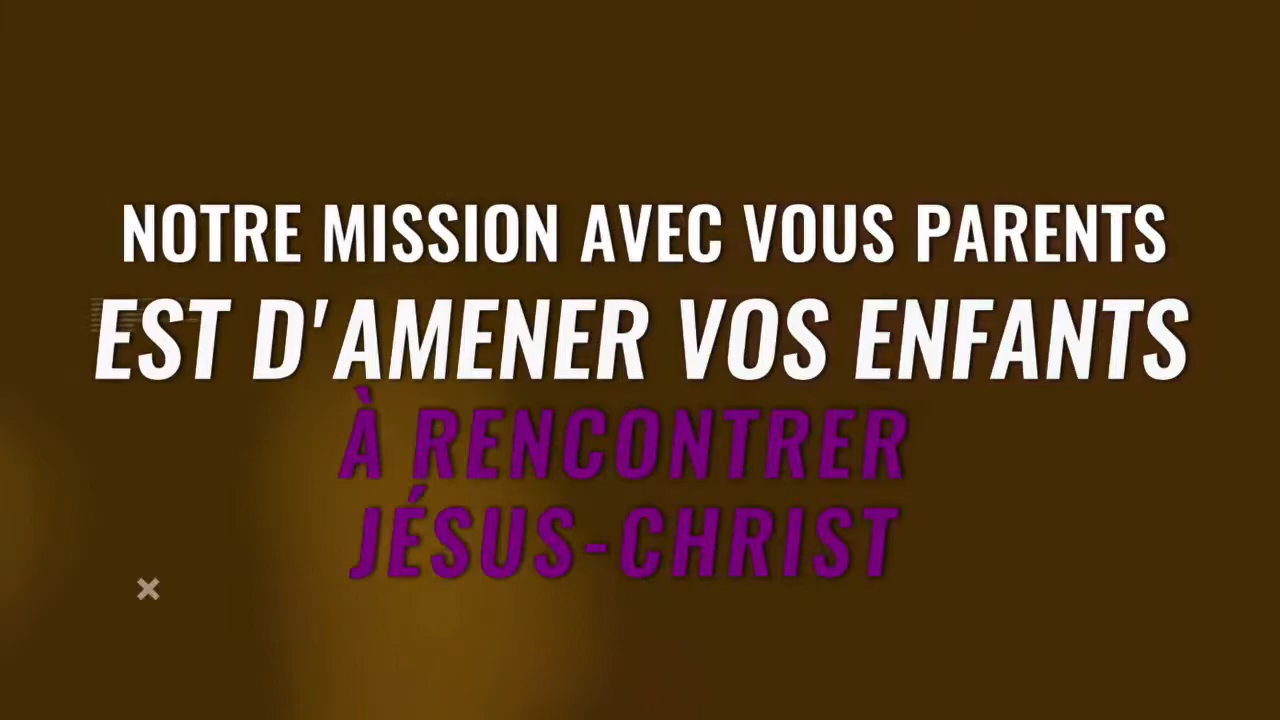 NOTRE MISSION AVEC VOUS PARENTS
EST D'AMENER VOS ENFANTS
À RENCONTRER
JÉSUS-CHRIST